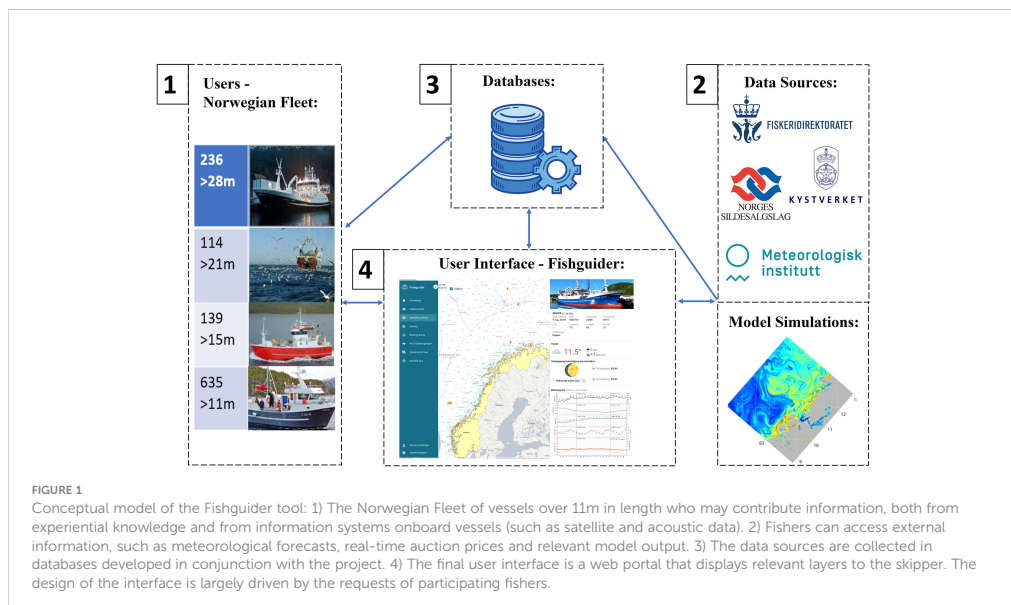 1
Users -
Norwegian Fleet:
236
>28m
114
>21m
139
>15m
635
>11m
3
Databases:
2
Data Sources:
FISKERIDIREKTORATET
NORGES
SILDESALGSLAG
KYSTVERKET
Meteorologisk
institutt
Model Simulations:
4
User Interface - Fishguider:
Fishguider
11.5°
FIGURE 1
Conceptual model of the Fishguider tool: 1) The Norwegian Fleet of vessels over 11m in length who may contribute information, both from
experiential knowledge and from information systems onboard vessels (such as satellite and acoustic data). 2) Fishers can access external
information, such as meteorological forecasts, real-time auction prices and relevant model output. 3) The data sources are collected in
databases developed in conjunction with the project. 4) The final user interface is a web portal that displays relevant layers to the skipper. The
design of the interface is largely driven by the requests of participating fishers.